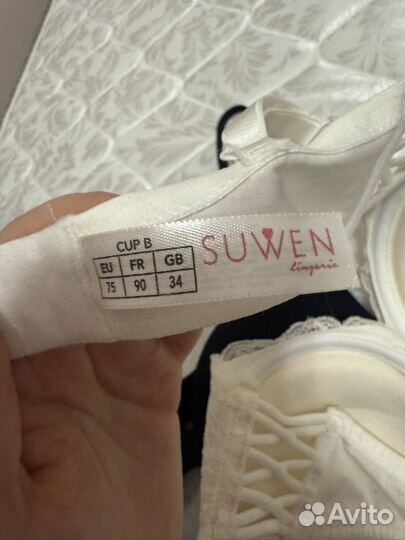 CUP B
EU FR GB
75 90 34
SUWEN
lingerie
Avito